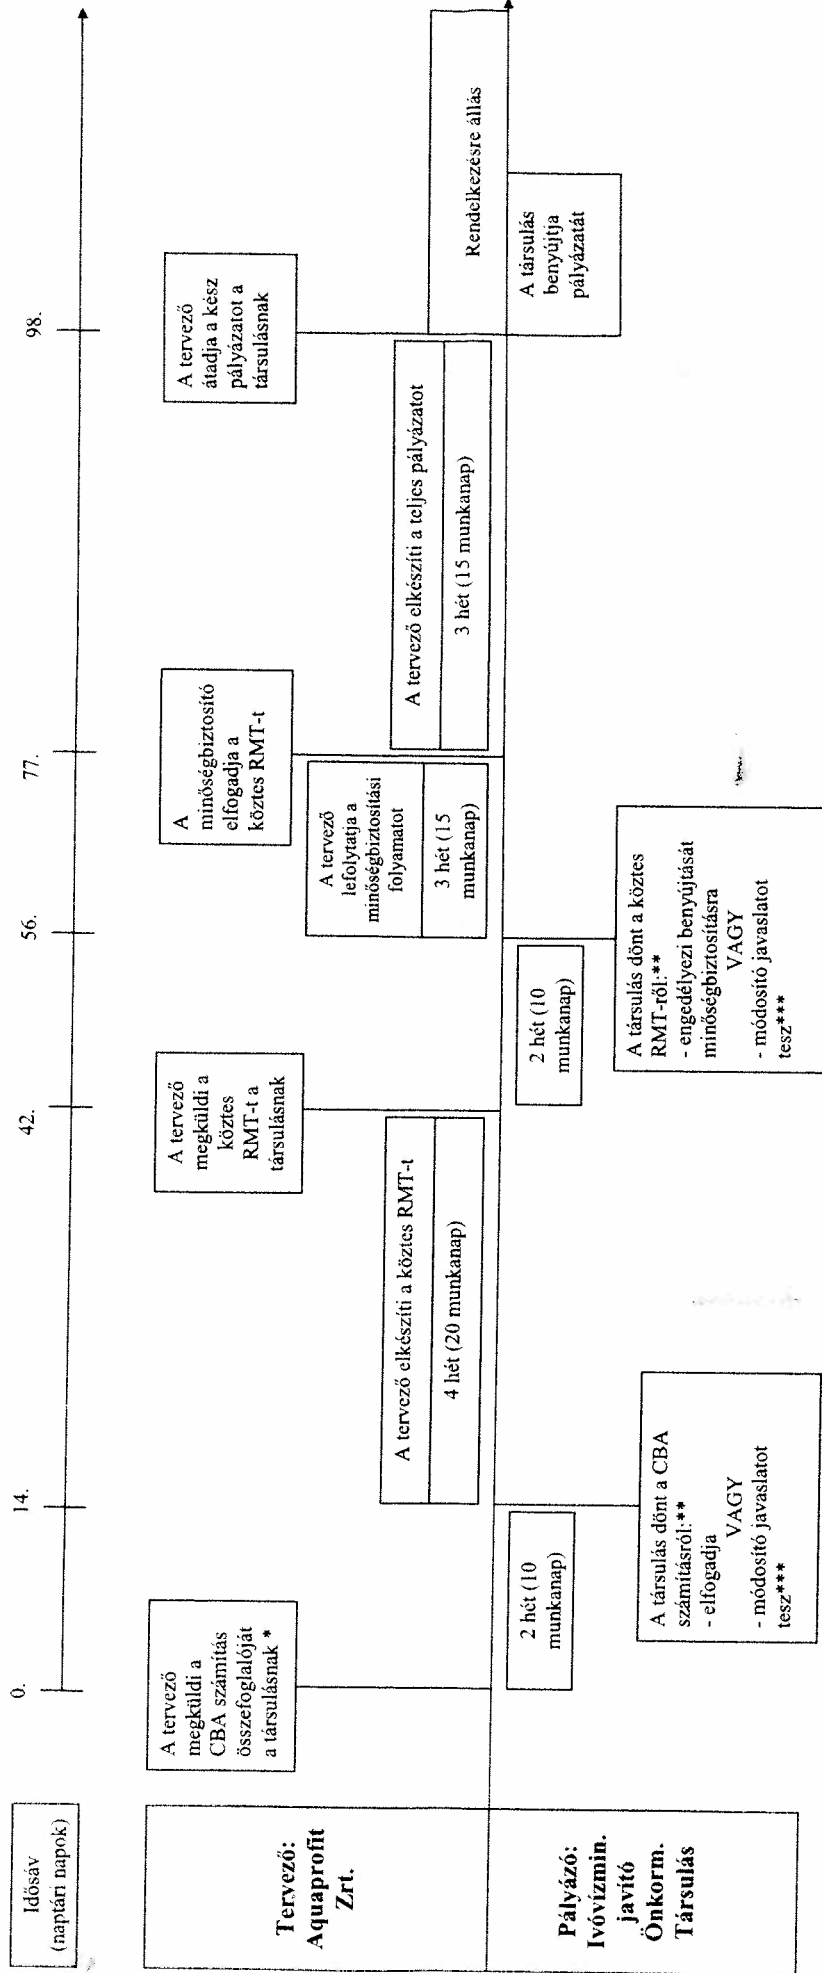 Idősáv
(naptári napok)
0.
14.
42.
56.
77.
98.
Tervező:
Aquaprofit
Zrt.
A tervező
megküldi a
CBA számítás
összefoglalóját
a társulásnak *
A tervező
megküldi a
köztes
RMT-t a
társulásnak
A
minőségbiztosító
elfogadja a
köztes RMT-t
A tervező
átadja a kész
pályázatot a
társulásnak
A tervező elkészíti a köztes RMT-t
4 hét (20 munkanap)
A tervező
lefolytatja a
minőségbiztosítási
folyamatot
3 hét (15
munkanap)
A tervező elkészíti a teljes pályázatot
3 hét (15 munkanap)
Rendelkezésre állás
Pályázó:
Ivóvízmin.
javító
Önkorm.
Társulás
2 hét (10
munkanap)
A társulás dönt a CBA
számításról:**
- elfogadja
VAGY
- módosító javaslatot
tesz***
2 hét (10
munkanap)
A társulás dönt a köztes
RMT-ről:**
- engedélyezi benyújtását
minőségbiztosításra
VAGY
- módosító javaslatot
tesz***
A társulás
benyújtja
pályázatát